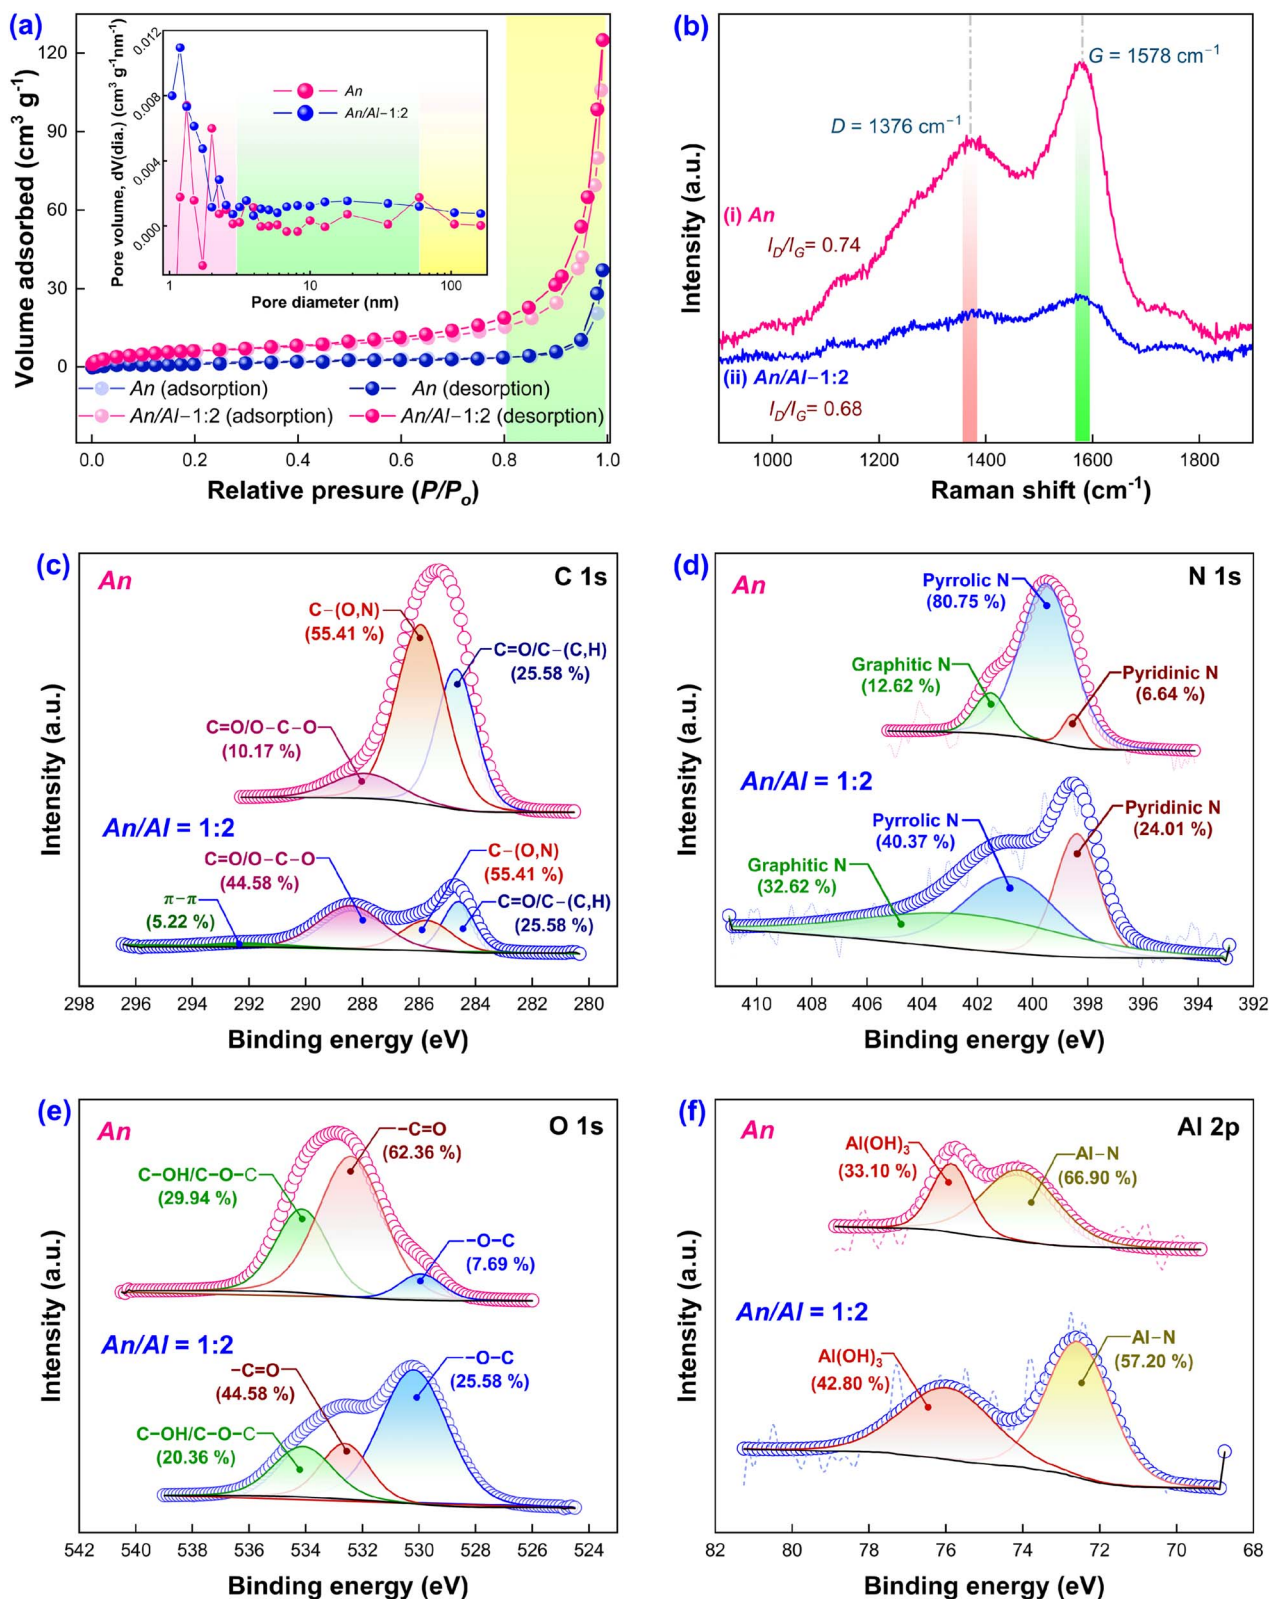 (a)
Volume adsorbed (cm³ g⁻¹)
120
90
60
30
0
Pore volume, dV(dia.) (cm³ g⁻¹nm⁻¹)
0.012
0.008
0.004
0.000
An
An/Al−1:2
1 10 100
Pore diameter (nm)
An (adsorption) An (desorption)
An/Al−1:2 (adsorption) An/Al−1:2 (desorption)
0.0 0.2 0.4 0.6 0.8 1.0
Relative presure (P/Pₒ)
(b)
Intensity (a.u.)
G = 1578 cm⁻¹
D = 1376 cm⁻¹
(i) An
I_D/I_G= 0.74
(ii) An/Al−1:2
I_D/I_G= 0.68
1000 1200 1400 1600 1800
Raman shift (cm⁻¹)
(c)
An
C 1s
Intensity (a.u.)
C−(O,N)
(55.41 %)
C=O/C−(C,H)
(25.58 %)
C=O/O−C−O
(10.17 %)
An/Al = 1:2
C=O/O−C−O
(44.58 %)
C−(O,N)
(55.41 %)
π−π
(5.22 %)
C=O/C−(C,H)
(25.58 %)
298 296 294 292 290 288 286 284 282 280
Binding energy (eV)
(d)
An
N 1s
Intensity (a.u.)
Pyrrolic N
(80.75 %)
Graphitic N
(12.62 %)
Pyridinic N
(6.64 %)
An/Al = 1:2
Pyrrolic N
(40.37 %)
Pyridinic N
(24.01 %)
Graphitic N
(32.62 %)
410 408 406 404 402 400 398 396 394 392
Binding energy (eV)
(e)
An
O 1s
Intensity (a.u.)
−C=O
(62.36 %)
C−OH/C−O−C
(29.94 %)
−O−C
(7.69 %)
An/Al = 1:2
−C=O
(44.58 %)
−O−C
(25.58 %)
C−OH/C−O−C
(20.36 %)
542 540 538 536 534 532 530 528 526 524
Binding energy (eV)
(f)
An
Al 2p
Intensity (a.u.)
Al(OH)₃
(33.10 %)
Al−N
(66.90 %)
An/Al = 1:2
Al(OH)₃
(42.80 %)
Al−N
(57.20 %)
82 80 78 76 74 72 70 68
Binding energy (eV)